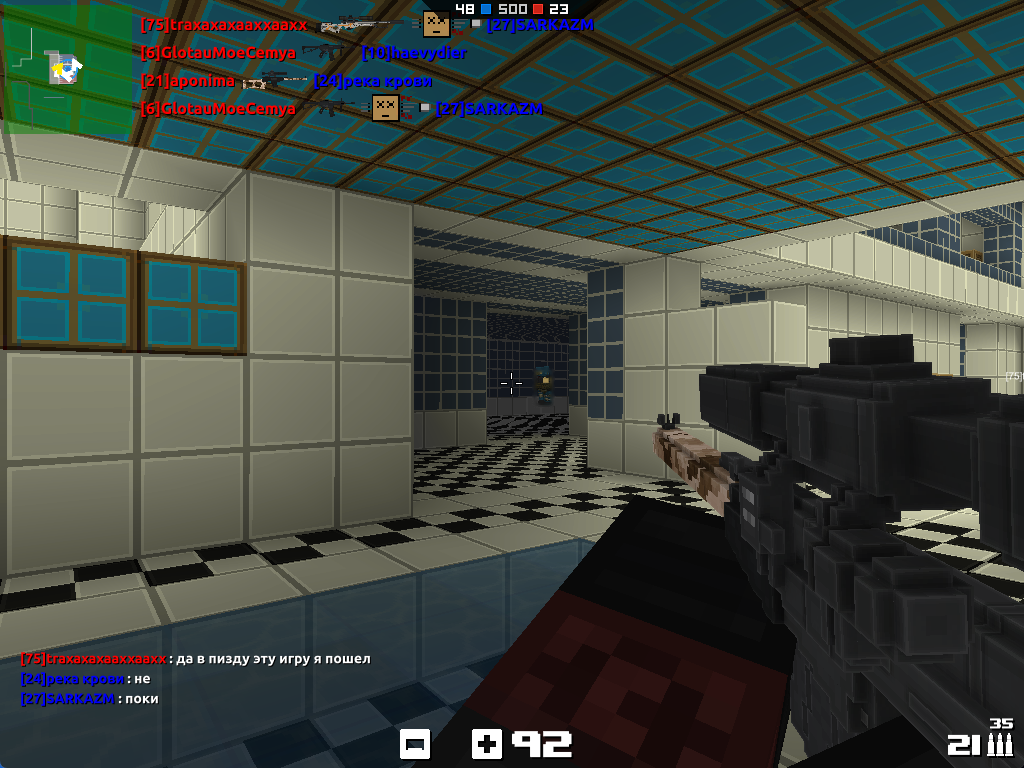 48 500 23
[75]traxaxaxaaxxaaxx [27]SARKAZM
[6]GlotauMoeCemya [18]haevydier
[21]aponima [24]река крови
[6]GlotauMoeCemya [27]SARKAZM
[75]traxaxaxaaxxaaxx : да в пизду эту игру я пошел
[24]река крови : не
[27]SARKAZM : поки
92
35
21